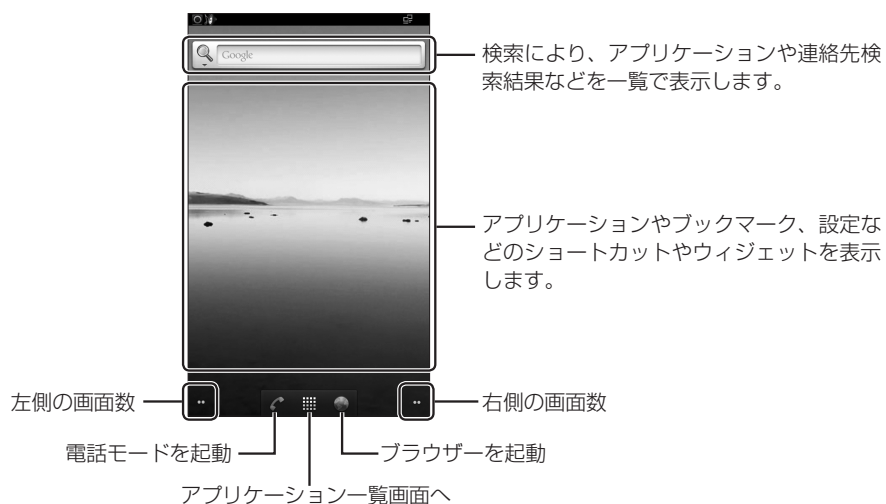 Google
検索により、アプリケーションや連絡先検
索結果などを一覧で表示します。
アプリケーションやブックマーク、設定な
どのショートカットやウィジェットを表示
します。
左側の画面数
右側の画面数
電話モードを起動
ブラウザーを起動
アプリケーション一覧画面へ